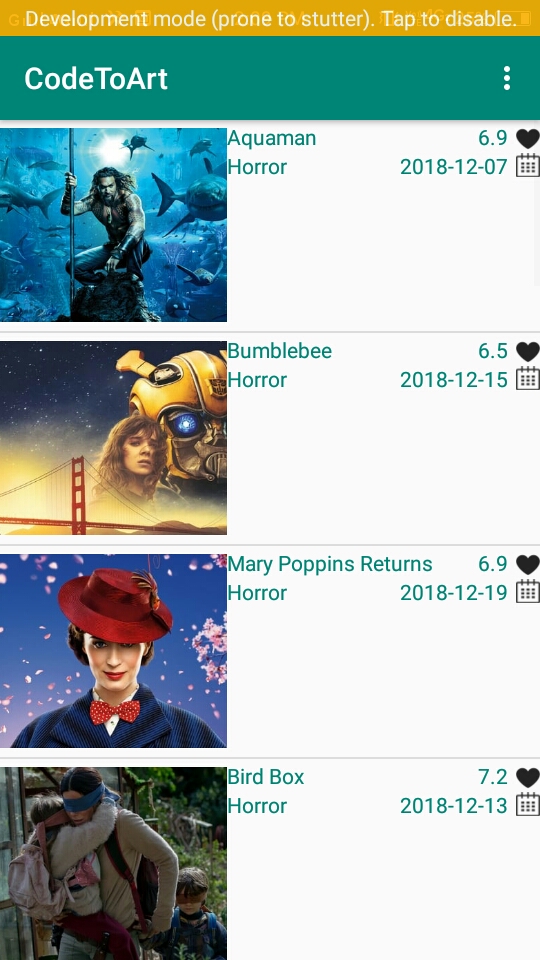 Development mode (prone to stutter). Tap to disable.
CodeToArt
Aquaman 6.9
Horror 2018-12-07
Bumblebee 6.5
Horror 2018-12-15
Mary Poppins Returns 6.9
Horror 2018-12-19
Bird Box 7.2
Horror 2018-12-13